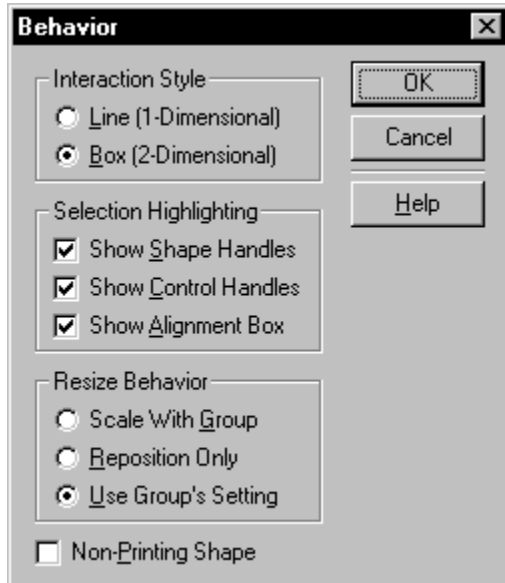 Behavior
Interaction Style
Line (1-Dimensional)
Box (2-Dimensional)
Selection Highlighting
Show Shape Handles
Show Control Handles
Show Alignment Box
Resize Behavior
Scale With Group
Reposition Only
Use Group's Setting
Non-Printing Shape
OK
Cancel
Help